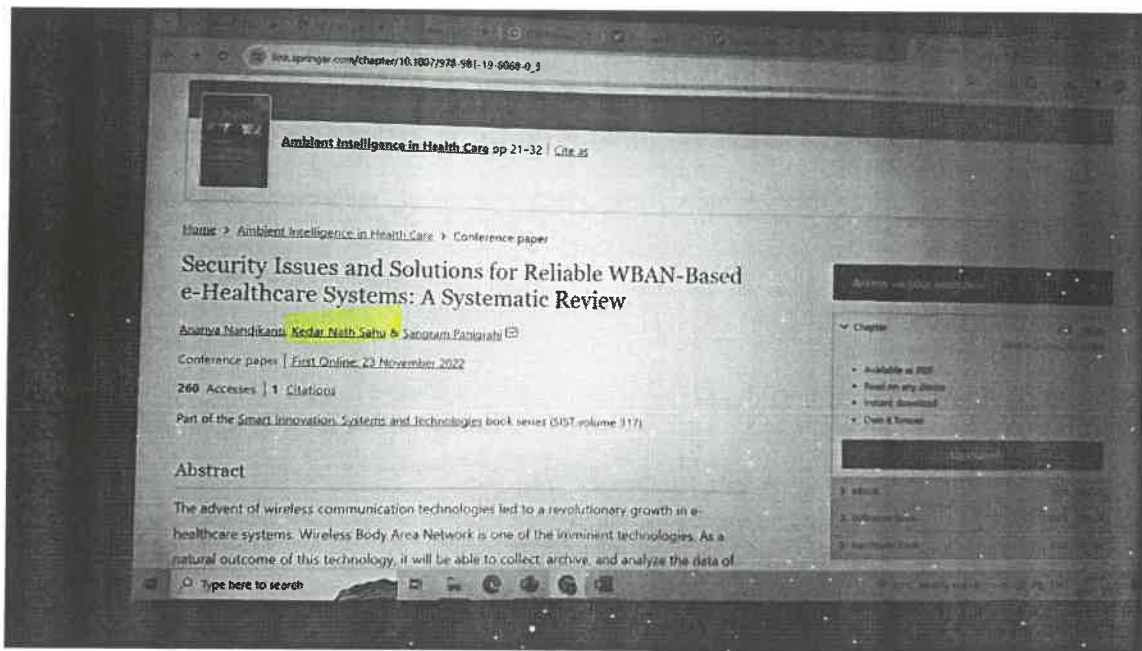 link.springer.com/chapter/10.1007/978-981-19-6068-0_3
Ambient Intelligence in Health Care pp 21-32 | Cite as
Home > Ambient Intelligence in Health Care > Conference paper
Security Issues and Solutions for Reliable WBAN-Based
e-Healthcare Systems: A Systematic Review
Ananya Nandikanti, Kedar Nath Sahu & Sangram Panigrahi
Conference paper | First Online: 23 November 2022
260 Accesses | 1 Citations
Part of the Smart Innovation, Systems and Technologies book series (SIST,volume 317)
Abstract
The advent of wireless communication technologies led to a revolutionary growth in e-
healthcare systems. Wireless Body Area Network is one of the imminent technologies. As a
natural outcome of this technology, it will be able to collect, archive, and analyze the data of
Chapter
Available as PDF
Read on any device
Instant download
Own it forever
Type here to search